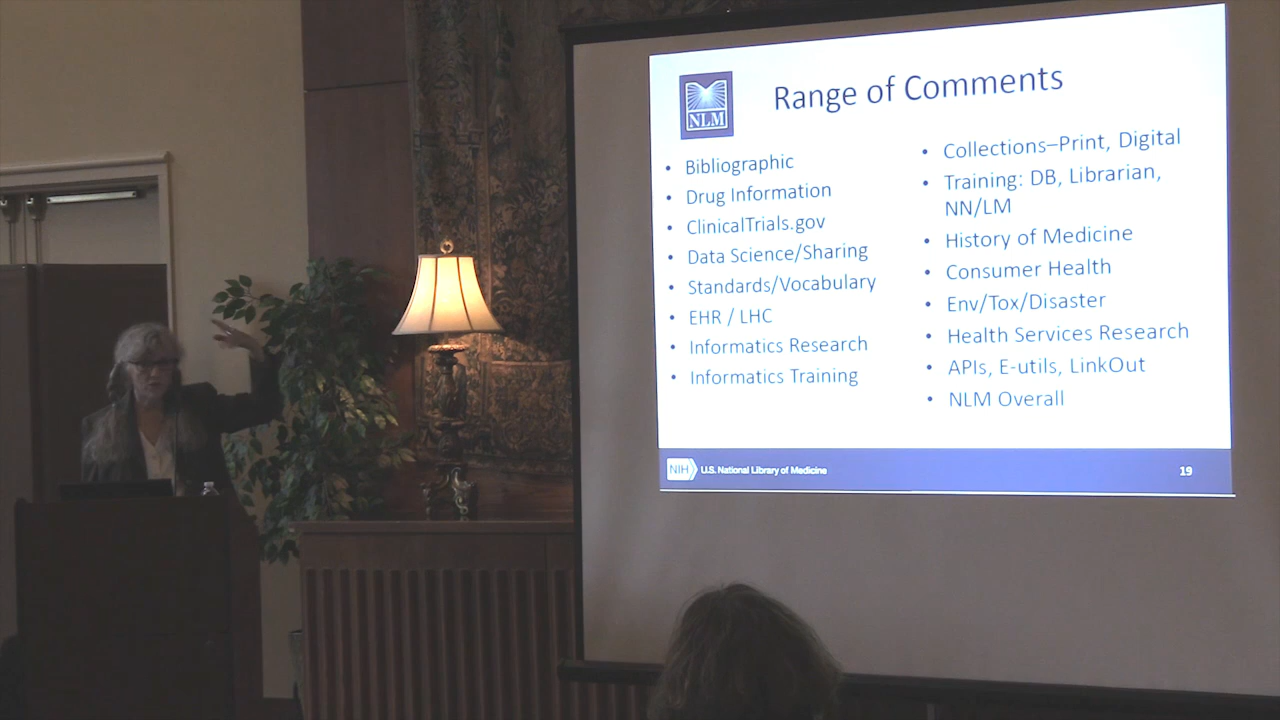 NLM
Range of Comments
• Bibliographic
• Drug Information
• ClinicalTrials.gov
• Data Science/Sharing
• Standards/Vocabulary
• EHR / LHC
• Informatics Research
• Informatics Training
• Collections–Print, Digital
• Training: DB, Librarian,
NN/LM
• History of Medicine
• Consumer Health
• Env/Tox/Disaster
• Health Services Research
• APIs, E-utils, LinkOut
• NLM Overall
NIH U.S. National Library of Medicine
19